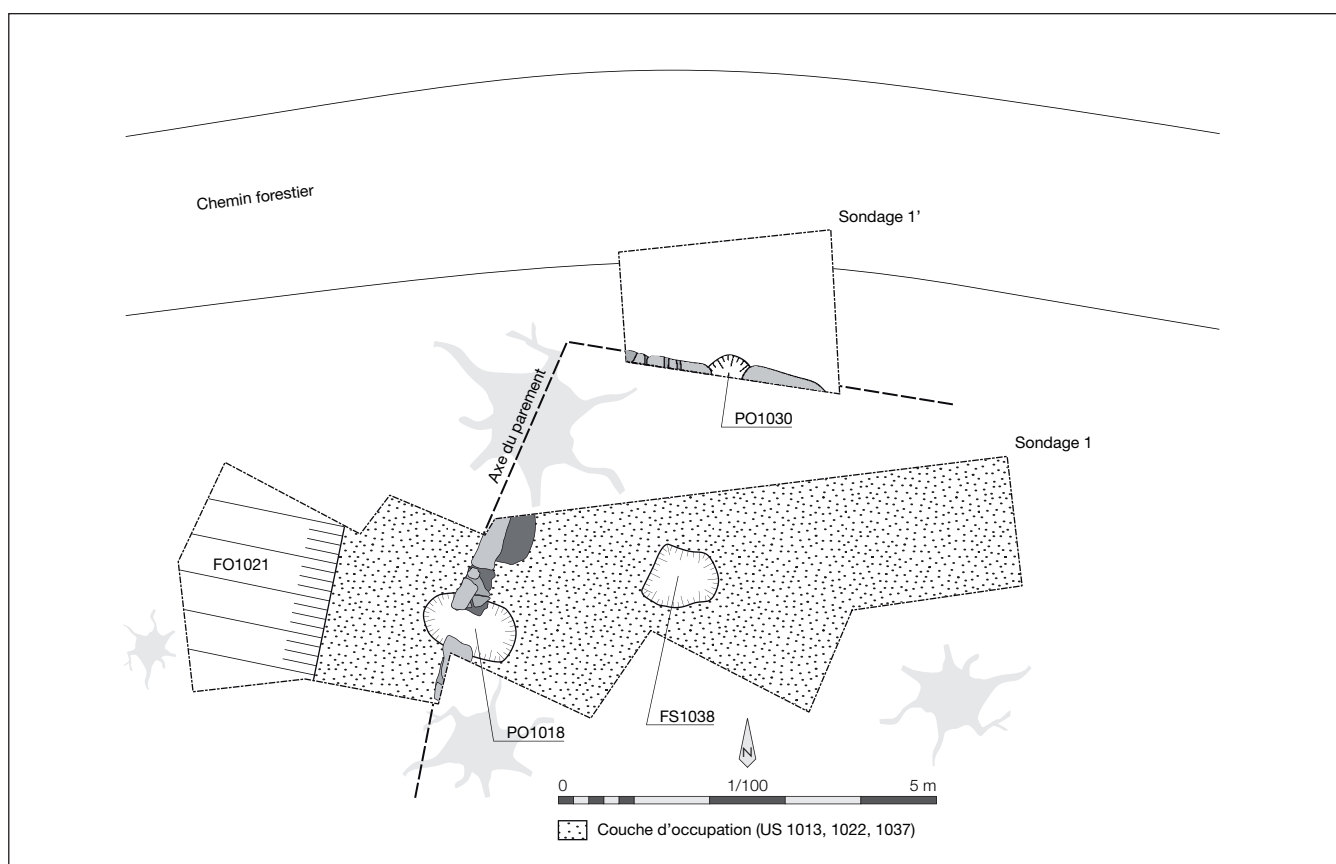 Chemin forestier
Sondage 1’
Axe du parement
PO1030
Sondage 1
FO1021
FS1038
PO1018
N
0 1/100 5 m
Couche d’occupation (US 1013, 1022, 1037)